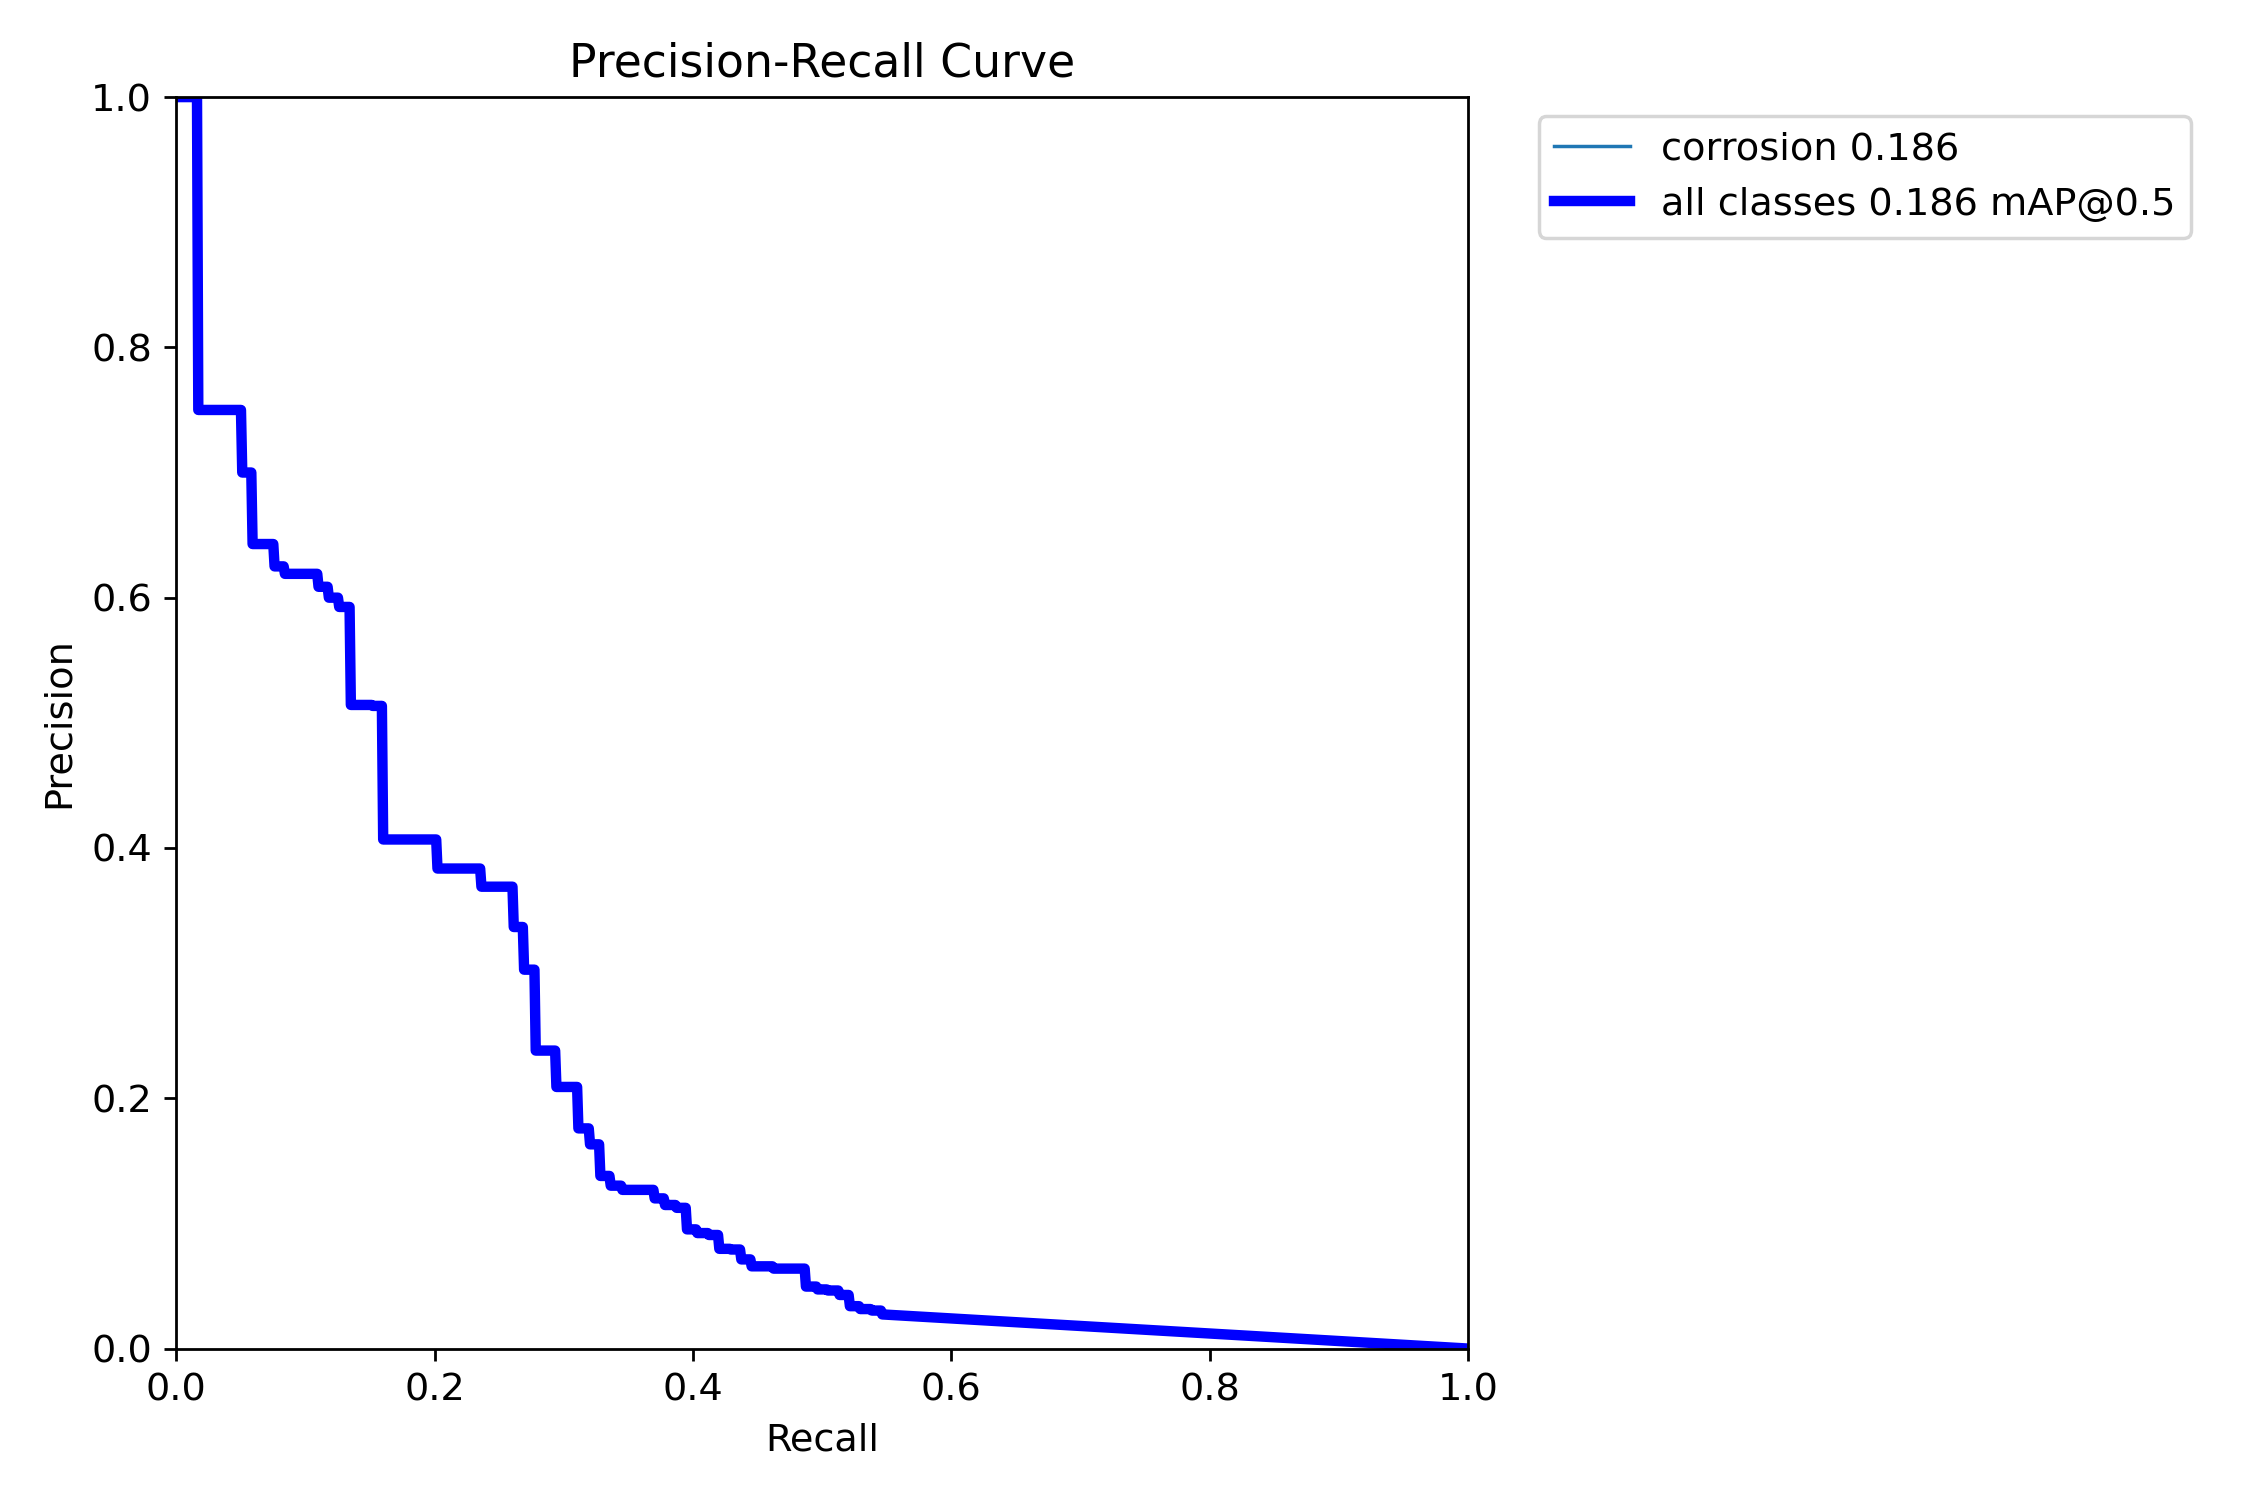 Precision-Recall Curve
corrosion 0.186
all classes 0.186 mAP@0.5
1.0
0.8
0.6
0.4
0.2
0.0
Precision
0.0 0.2 0.4 0.6 0.8 1.0
Recall